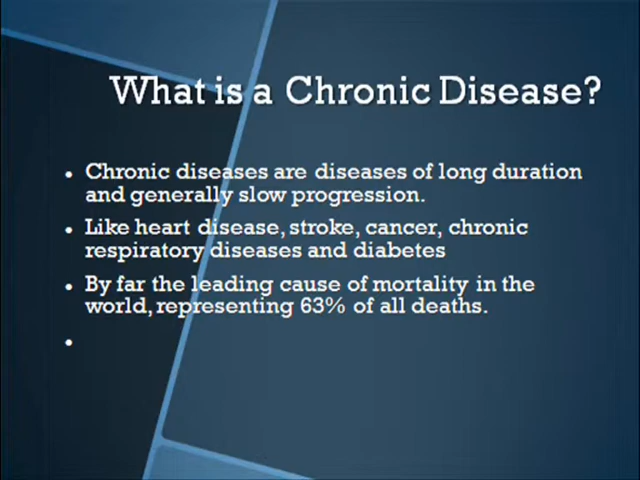 What is a Chronic Disease?
• Chronic diseases are diseases of long duration
and generally slow progression.
• Like heart disease, stroke, cancer, chronic
respiratory diseases and diabetes
• By far the leading cause of mortality in the
world, representing 63% of all deaths.
•